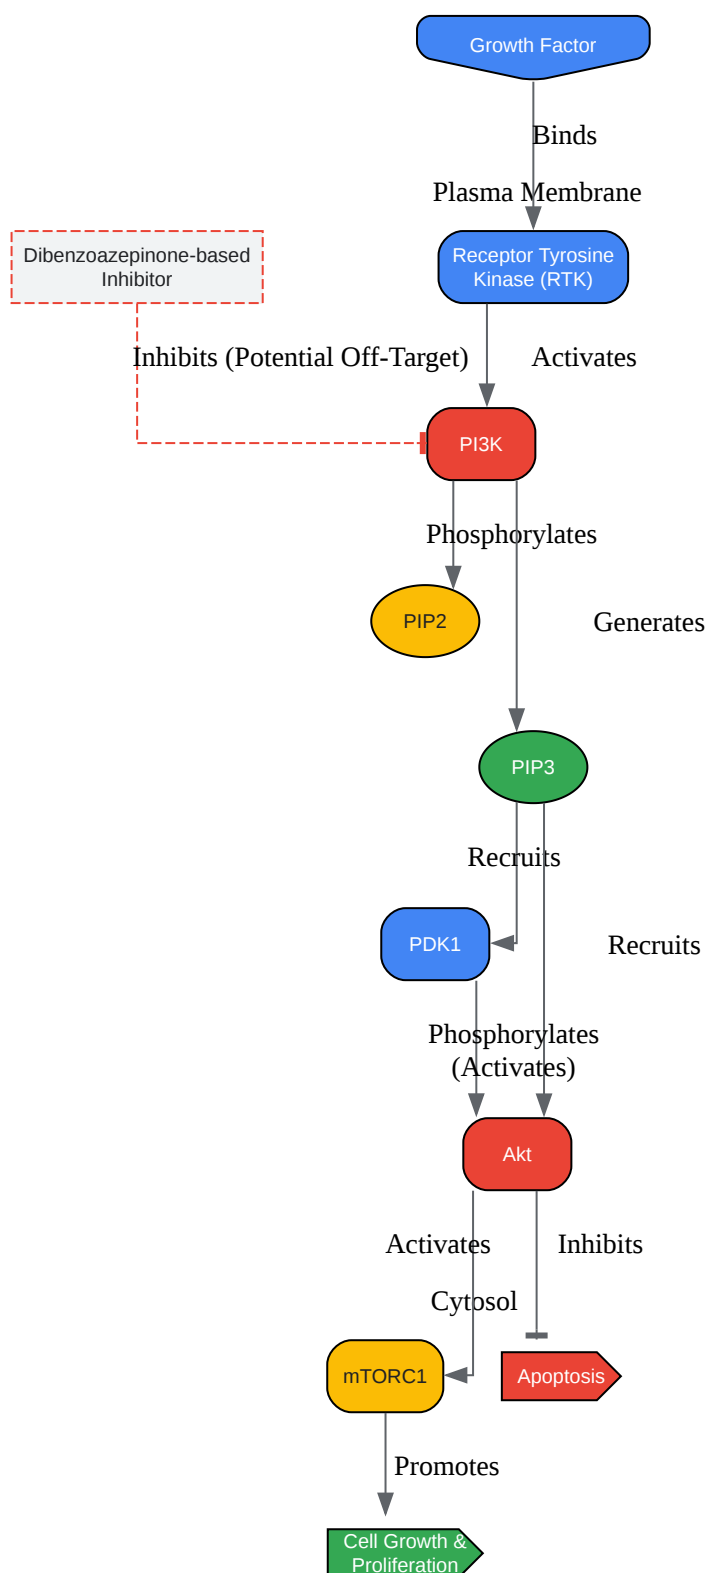 Growth Factor
Binds
Plasma Membrane
Dibenzoazepinone-based
Inhibitor
Receptor Tyrosine
Kinase (RTK)
Inhibits (Potential Off-Target)
Activates
PI3K
Phosphorylates
PIP2
Generates
PIP3
Recruits
PDK1
Recruits
Phosphorylates
(Activates)
Akt
Activates
Inhibits
Cytosol
mTORC1
Apoptosis
Promotes
Cell Growth &
Proliferation